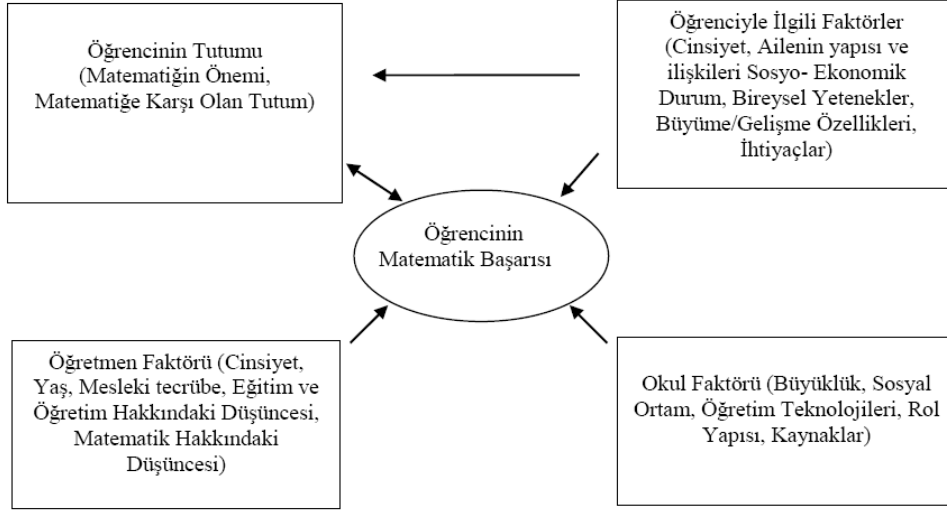 Öğrencinin Tutumu
(Matematiğin Önemi,
Matematiğe Karşı Olan Tutum)
Öğrenciyle İlgili Faktörler
(Cinsiyet, Ailenin yapısı ve
ilişkileri Sosyo- Ekonomik
Durum, Bireysel Yetenekler,
Büyüme/Gelişme Özellikleri,
İhtiyaçlar)
Öğrencinin
Matematik Başarısı
Öğretmen Faktörü (Cinsiyet,
Yaş, Mesleki tecrübe, Eğitim ve
Öğretim Hakkındaki Düşüncesi,
Matematik Hakkındaki
Düşüncesi)
Okul Faktörü (Büyüklük, Sosyal
Ortam, Öğretim Teknolojileri, Rol
Yapısı, Kaynaklar)